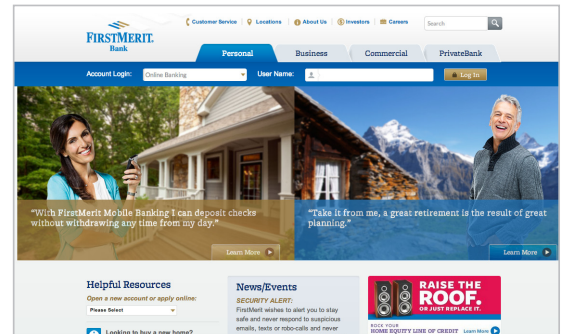 Customer Service
Locations
About Us
Investors
Careers
Search
FIRSTMERIT.
Bank
Personal
Business
Commercial
PrivateBank
Account Login:
Online Banking
User Name:
Log In
"With FirstMerit Mobile Banking I can deposit checks
without withdrawing any time from my day."
Learn More
"Take it from me, a great retirement is the result of great
planning."
Learn More
Helpful Resources
Open a new account or apply online:
Please Select
Looking to buy a new home?
News/Events
SECURITY ALERT:
FirstMerit wishes to alert you to stay
safe and never respond to suspicious
emails, texts or robo-calls and never
RAISE THE
ROOF.
OR JUST REPLACE IT.
ROCK YOUR
HOME EQUITY LINE OF CREDIT
Learn More